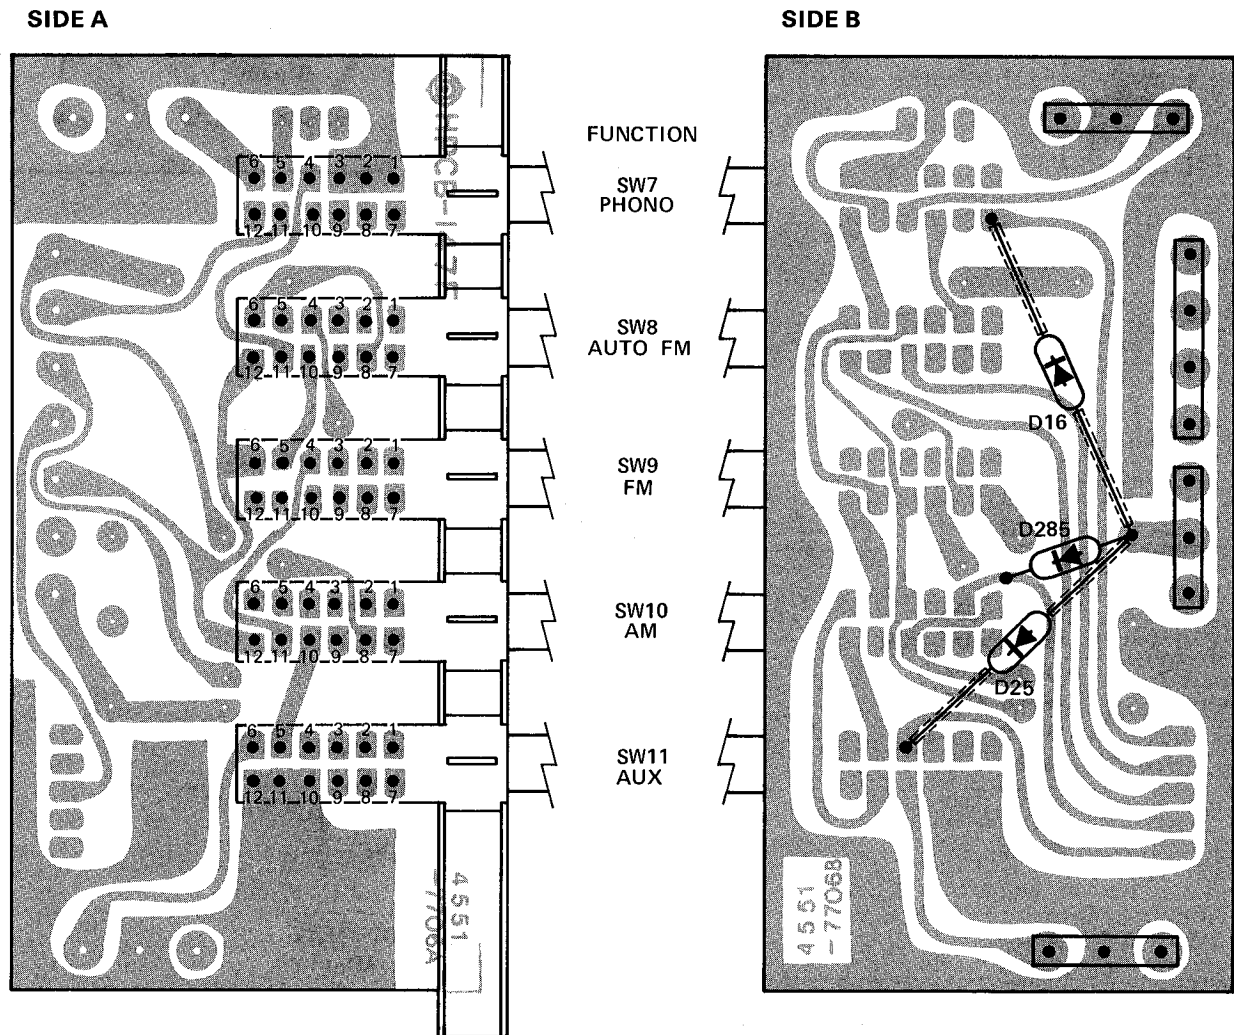 SIDE A
SIDE B
FUNCTION
SW7
PHONO
SW8
AUTO FM
SW9
FM
SW10
AM
SW11
AUX
6 5 4 3 2 1
12 11 10 9 8 7
6 5 4 3 2 1
12 11 10 9 8 7
6 5 4 3 2 1
12 11 10 9 8 7
6 5 4 3 2 1
12 11 10 9 8 7
6 5 4 3 2 1
12 11 10 9 8 7
4551
-7706A
D16
D285
D25
4551
-7706B